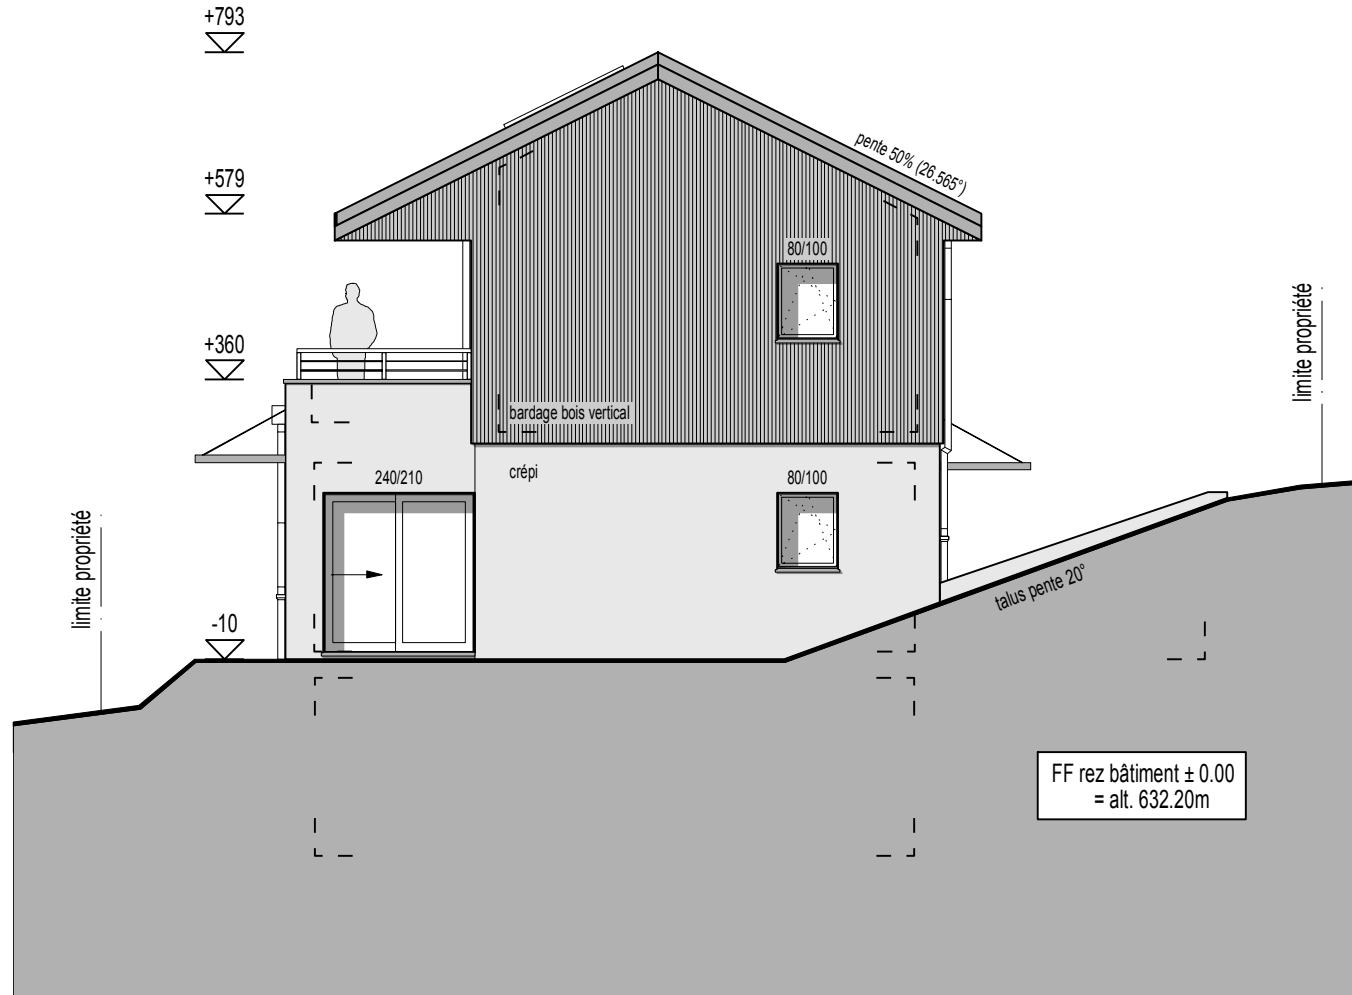 +793
pente 50% (26.565°)
+579
80/100
limite propriété
+360
bardage bois vertical
crépi
240/210
80/100
limite propriété
talus pente 20°
-10
FF rez bâtiment ± 0.00
= alt. 632.20m